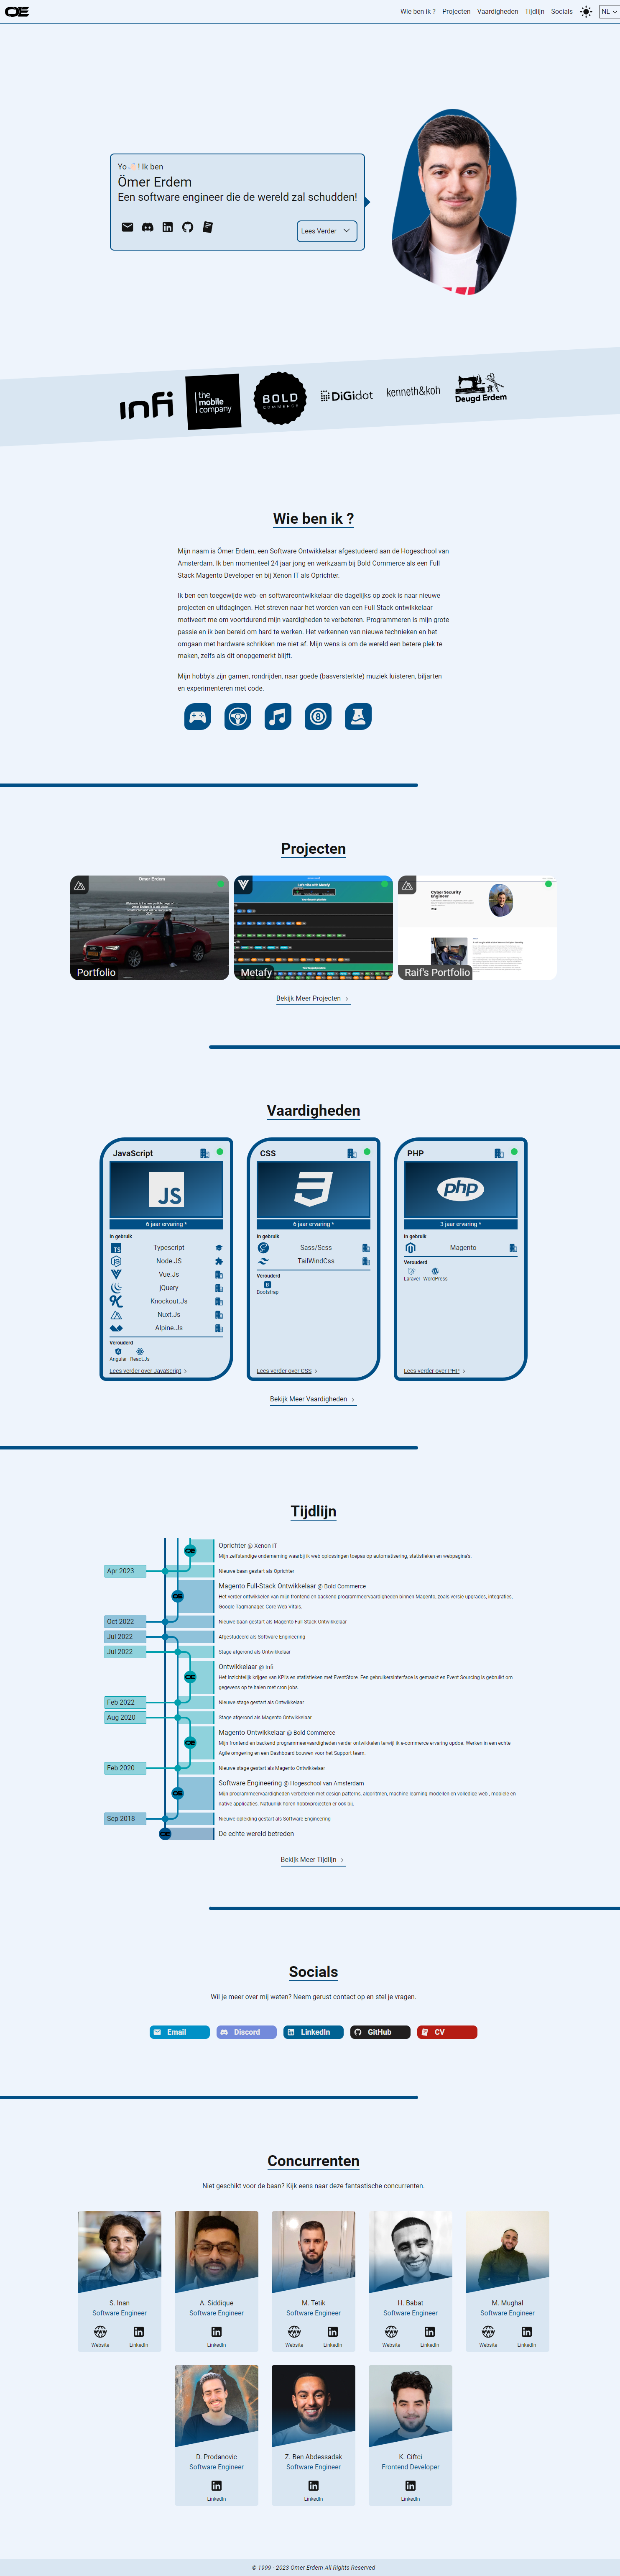 OE
Wie ben ik ?
Projecten
Vaardigheden
Tijdlijn
Socials
NL
Yo ! Ik ben
Ömer Erdem
Een software engineer die de wereld zal schudden!
Lees Verder
infi
the
mobile
company
BOLD
COMMERCE
DiGidot
kenneth&koh
Deugd Erdem
Wie ben ik ?
Mijn naam is Ömer Erdem, een Software Ontwikkelaar afgestudeerd aan de Hogeschool van
Amsterdam. Ik ben momenteel 24 jaar jong en werkzaam bij Bold Commerce als een Full
Stack Magento Developer en bij Xenon IT als Oprichter.
Ik ben een toegewijde web- en softwareontwikkelaar die dagelijks op zoek is naar nieuwe
projecten en uitdagingen. Het streven naar het worden van een Full Stack ontwikkelaar
motiveert me om voortdurend mijn vaardigheden te verbeteren. Programmeren is mijn grote
passie en ik ben bereid om hard te werken. Het verkennen van nieuwe technieken en het
omgaan met hardware schrikken me niet af. Mijn wens is om de wereld een betere plek te
maken, zelfs als dit onopgemerkt blijft.
Mijn hobby's zijn gamen, rondrijden, naar goede (basversterkte) muziek luisteren, biljarten
en experimenteren met code.
Projecten
Omer Erdem
Portfolio
Let's vibe with Metafy!
Metafy
Cyber Security
Engineer
Raif's Portfolio
Bekijk Meer Projecten
Vaardigheden
JavaScript
JS
6 jaar ervaring *
In gebruik
TS
Typescript
Node.JS
Vue.Js
jQuery
Knockout.Js
Nuxt.Js
Alpine.Js
Verouderd
Angular
React.Js
Lees verder over JavaScript
CSS
6 jaar ervaring *
In gebruik
Sass/Scss
TailWindCss
Verouderd
Bootstrap
Lees verder over CSS
PHP
php
3 jaar ervaring *
In gebruik
Magento
Verouderd
Laravel
WordPress
Lees verder over PHP
Bekijk Meer Vaardigheden
Tijdlijn
Oprichter @ Xenon IT
Mijn zelfstandige onderneming waarbij ik web oplossingen toepas op automatisering, statistieken en webpagina's.
Apr 2023
Nieuwe baan gestart als Oprichter
Magento Full-Stack Ontwikkelaar @ Bold Commerce
Het verder ontwikkelen van mijn frontend en backend programmeervaardigheden binnen Magento, zoals versie upgrades, integraties,
Google Tagmanager, Core Web Vitals.
Oct 2022
Nieuwe baan gestart als Magento Full-Stack Ontwikkelaar
Jul 2022
Afgestudeerd als Software Engineering
Jul 2022
Stage afgerond als Ontwikkelaar
Ontwikkelaar @ Infi
Het inzichtelijk krijgen van KPI's en statistieken met EventStore. Een gebruikersinterface is gemaakt en Event Sourcing is gebruikt om
gegevens op te halen met cron jobs.
Feb 2022
Nieuwe stage gestart als Ontwikkelaar
Aug 2020
Stage afgerond als Magento Ontwikkelaar
Magento Ontwikkelaar @ Bold Commerce
Mijn frontend en backend programmeervaardigheden verder ontwikkelen terwijl ik e-commerce ervaring opdoe. Werken in een echte
Agile omgeving en een Dashboard bouwen voor het Support team.
Feb 2020
Nieuwe stage gestart als Magento Ontwikkelaar
Software Engineering @ Hogeschool van Amsterdam
Mijn programmeervaardigheden verbeteren met design-patterns, algoritmen, machine learning-modellen en volledige web-, mobiele en
native applicaties. Natuurlijk horen hobbyprojecten er ook bij.
Sep 2018
Nieuwe opleiding gestart als Software Engineering
De echte wereld betreden
Bekijk Meer Tijdlijn
Socials
Wil je meer over mij weten? Neem gerust contact op en stel je vragen.
Email
Discord
LinkedIn
GitHub
CV
Concurrenten
Niet geschikt voor de baan? Kijk eens naar deze fantastische concurrenten.
S. Inan
Software Engineer
Website
LinkedIn
A. Siddique
Software Engineer
LinkedIn
M. Tetik
Software Engineer
Website
LinkedIn
H. Babat
Software Engineer
Website
LinkedIn
M. Mughal
Software Engineer
Website
LinkedIn
D. Prodanovic
Software Engineer
LinkedIn
Z. Ben Abdessadak
Software Engineer
LinkedIn
K. Ciftci
Frontend Developer
LinkedIn
© 1999 - 2023 Omer Erdem All Rights Reserved